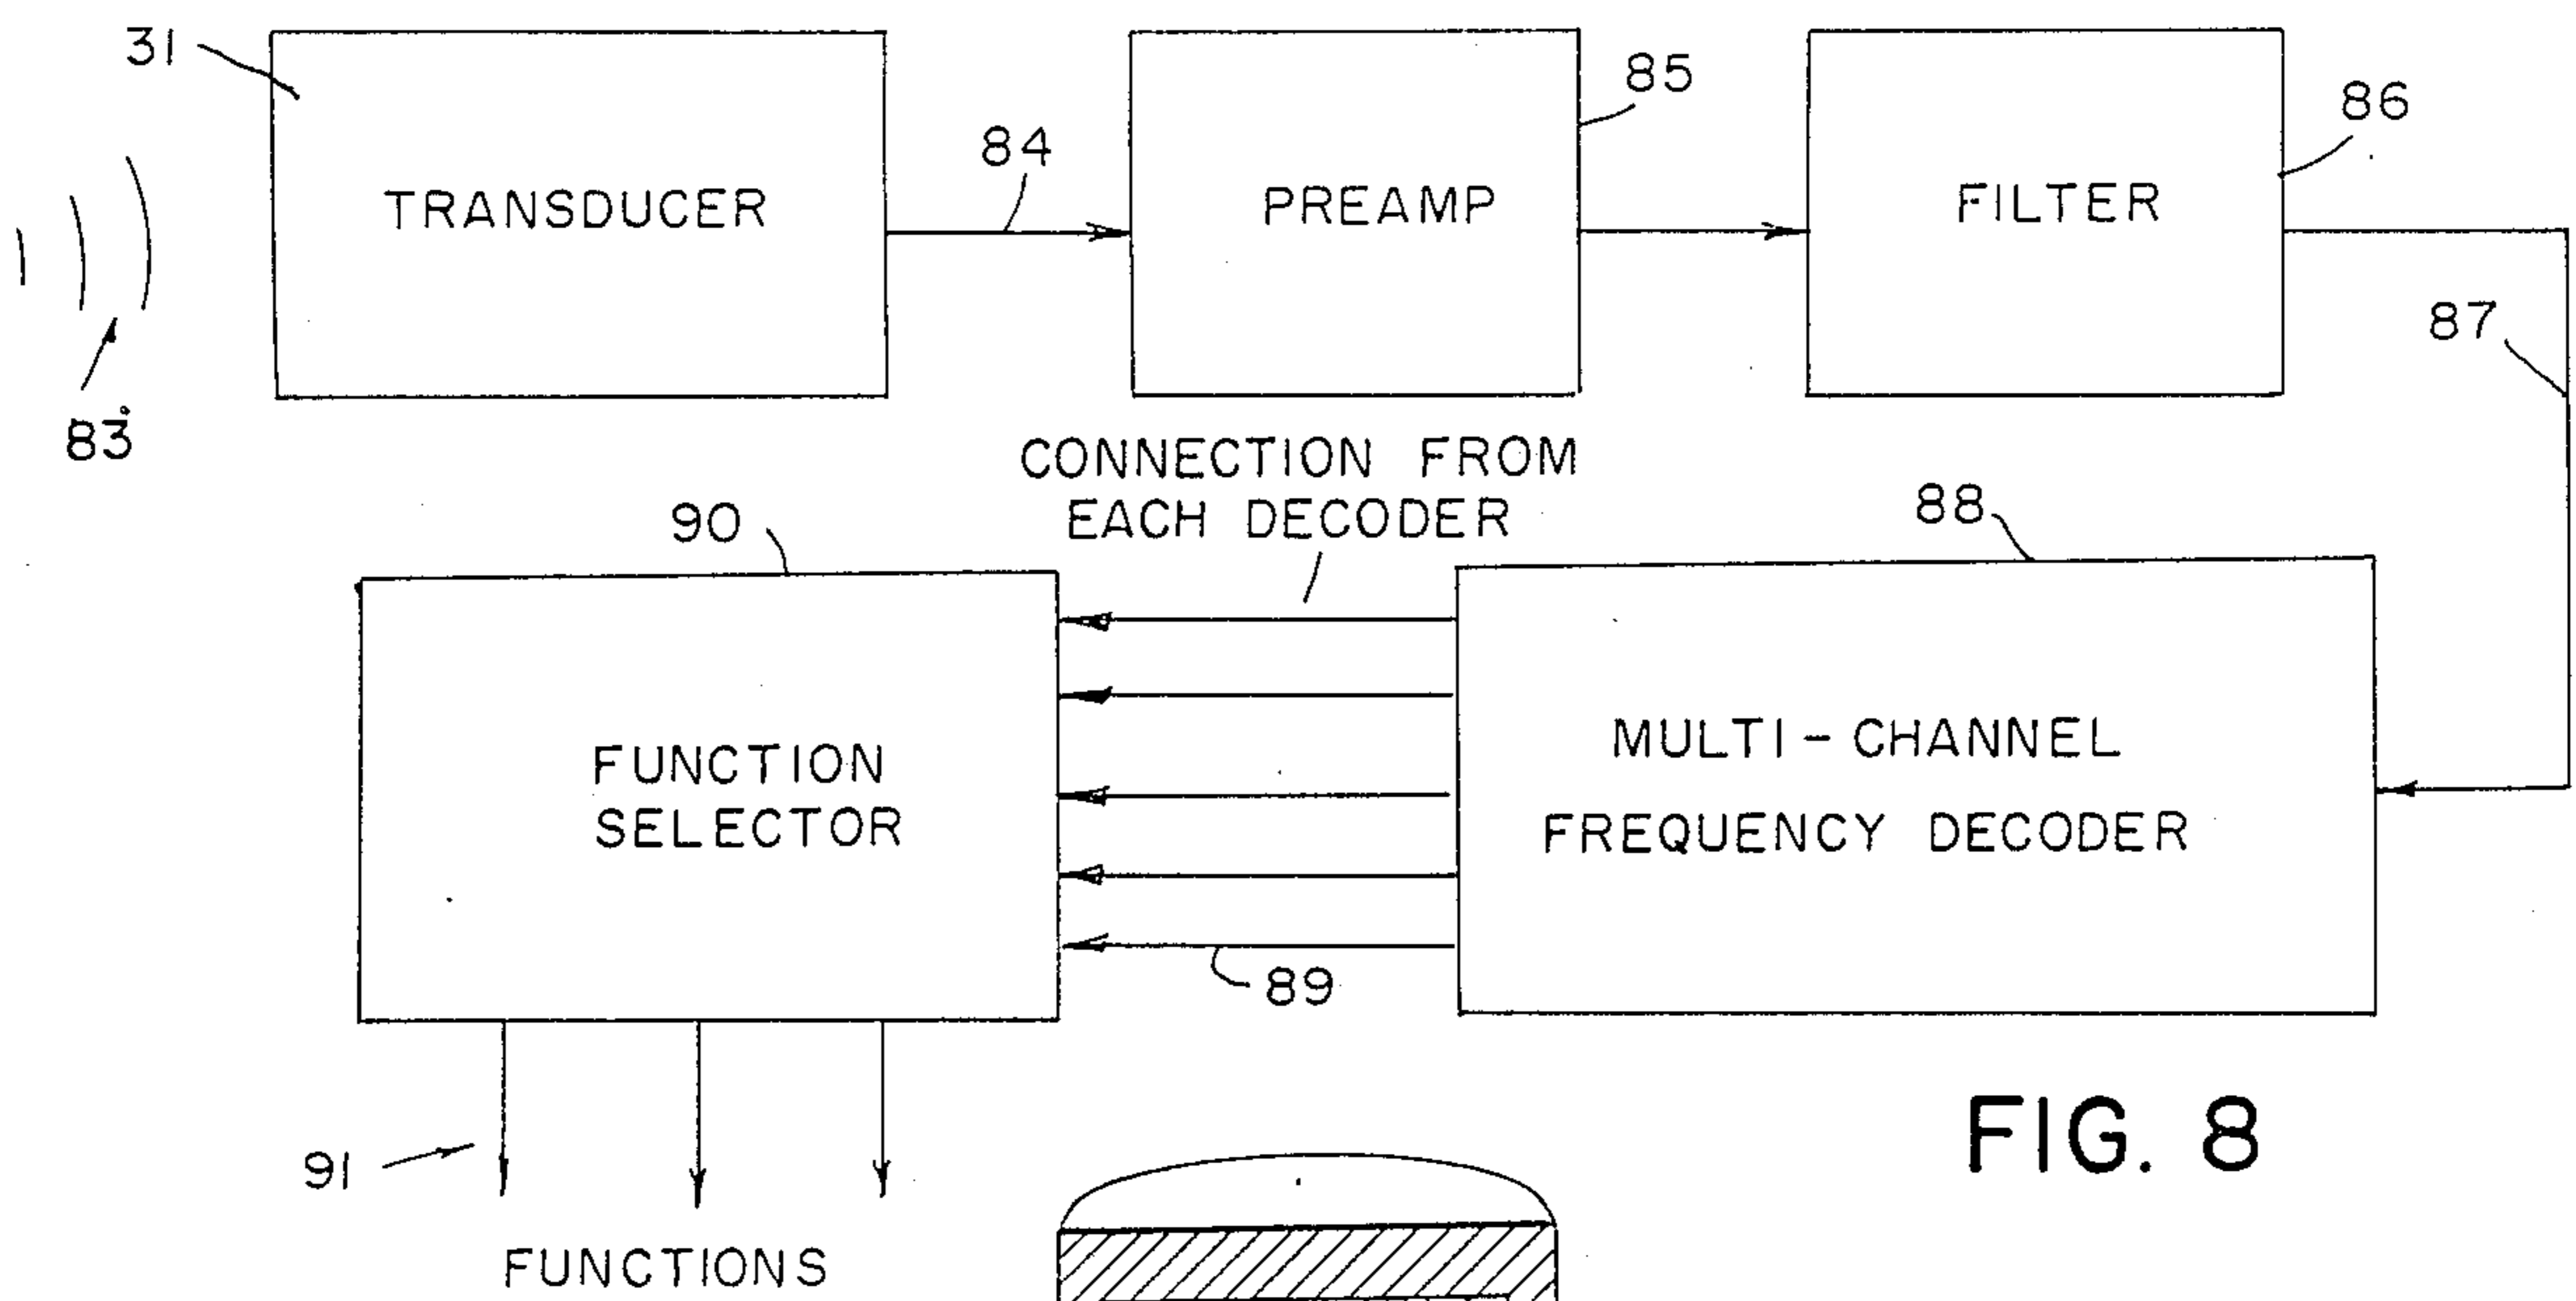 31
TRANSDUCER
84
PREAMP
85
FILTER
86
83
87
CONNECTION FROM
EACH DECODER
90
88
FUNCTION
SELECTOR
MULTI-CHANNEL
FREQUENCY DECODER
89
91
FUNCTIONS
FIG. 8